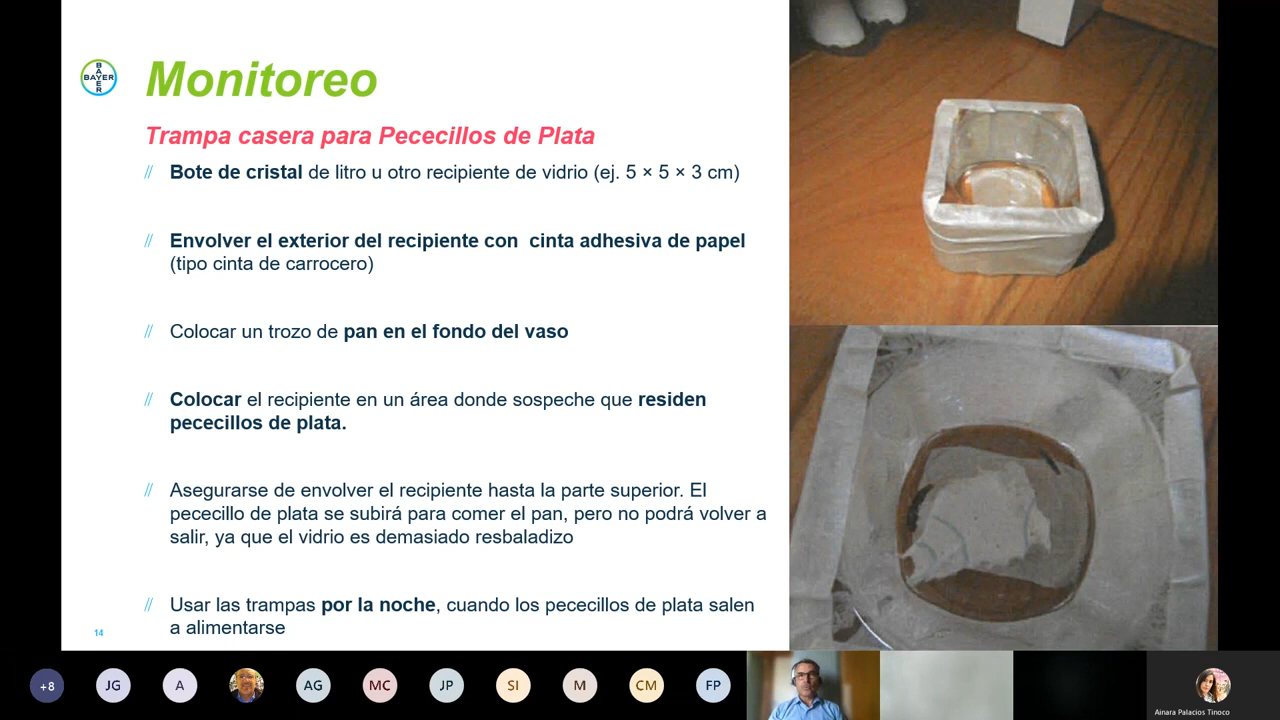 BAYER
BAYER
Monitoreo
Trampa casera para Pececillos de Plata
// Bote de cristal de litro u otro recipiente de vidrio (ej. 5 × 5 × 3 cm)
// Envolver el exterior del recipiente con cinta adhesiva de papel
(tipo cinta de carrocero)
// Colocar un trozo de pan en el fondo del vaso
// Colocar el recipiente en un área donde sospeche que residen
pececillos de plata.
// Asegurarse de envolver el recipiente hasta la parte superior. El
pececillo de plata se subirá para comer el pan, pero no podrá volver a
salir, ya que el vidrio es demasiado resbaladizo
// Usar las trampas por la noche, cuando los pececillos de plata salen
a alimentarse
14
+8 JG A AG MC JP SI M CM FP
Ainara Palacios Tinoco